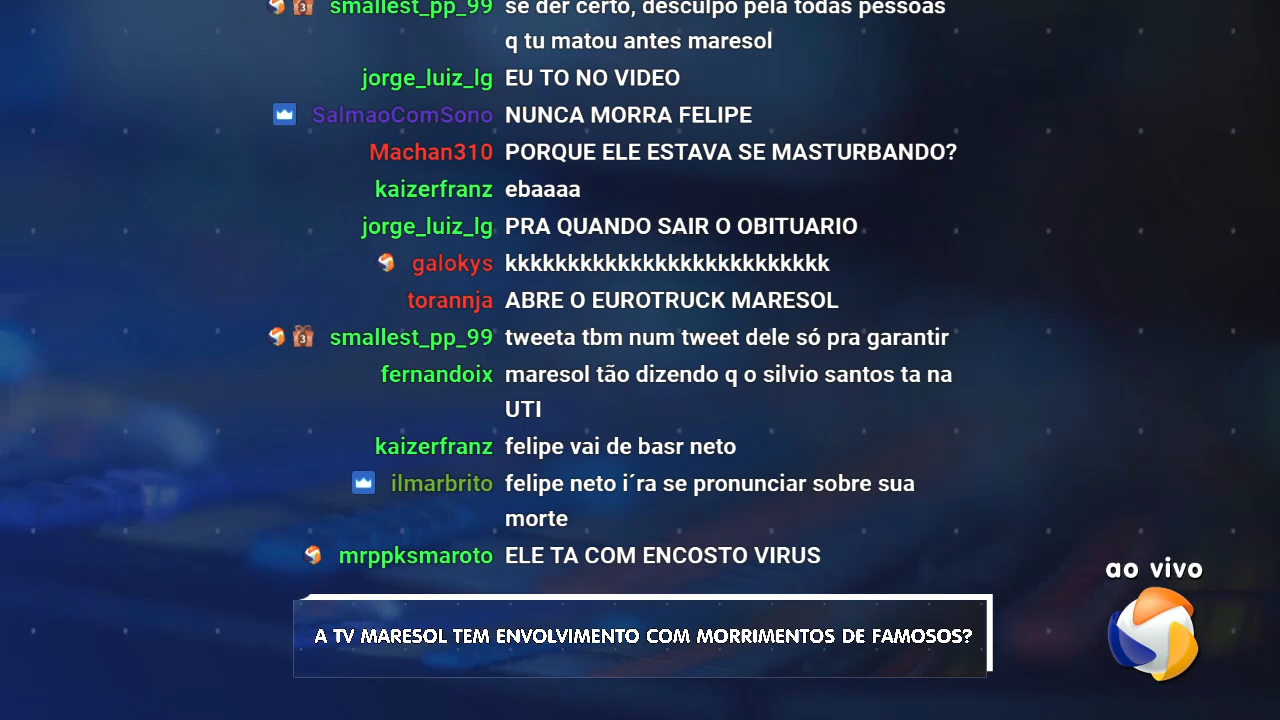 smallest_pp_99 se der certo, desculpo pela todas pessoas
q tu matou antes maresol
jorge_luiz_lg EU TO NO VIDEO
SalmaoComSono NUNCA MORRA FELIPE
Machan310 PORQUE ELE ESTAVA SE MASTURBANDO?
kaizerfranz ebaaaa
jorge_luiz_lg PRA QUANDO SAIR O OBITUARIO
galokys kkkkkkkkkkkkkkkkkkkkkkkkkk
torannja ABRE O EUROTRUCK MARESOL
smallest_pp_99 tweeta tbm num tweet dele só pra garantir
fernandoix maresol tão dizendo q o silvio santos ta na
UTI
kaizerfranz felipe vai de basr neto
ilmarbrito felipe neto i´ra se pronunciar sobre sua
morte
mrppksmaroto ELE TA COM ENCOSTO VIRUS
ao vivo
A TV MARESOL TEM ENVOLVIMENTO COM MORRIMENTOS DE FAMOSOS?